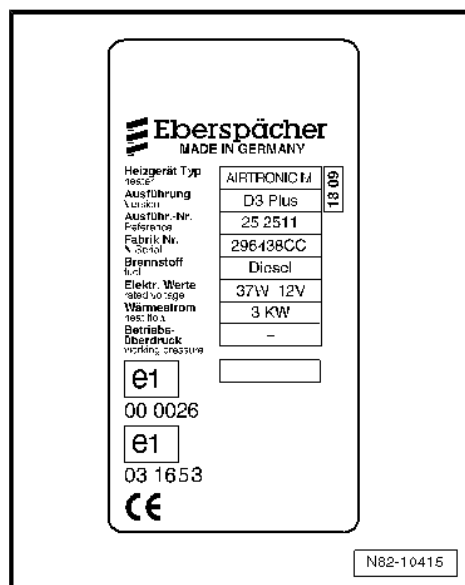 Eberspächer
MADE IN GERMANY
Heizgerät Typ
heater
AIRTRONIC M
18 09
Ausführung
Version
D3 Plus
Ausführ.-Nr.
Reference
25 2511
Fabrik Nr.
296438CC
Brennstoff
fuel
Diesel
Elektr. Werte
rated voltage
37W 12V
Wärmestrom
heat flow
3 KW
Betriebs-
überdruck
working pressure
–
e1
00 0026
e1
03 1653
CE
N82-10415